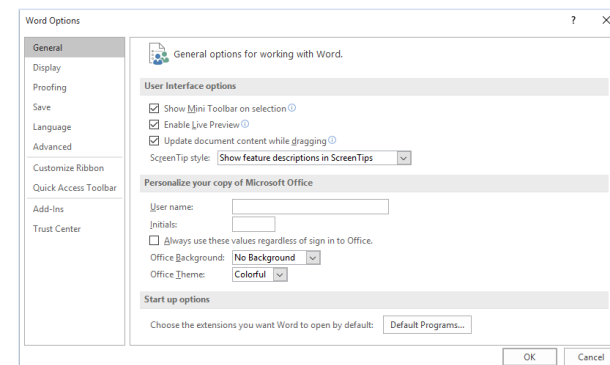 Word Options ? ×
General
Display
Proofing
Save
Language
Advanced
Customize Ribbon
Quick Access Toolbar
Add-Ins
Trust Center
General options for working with Word.
User Interface options
Show Mini Toolbar on selection
Enable Live Preview
Update document content while dragging
ScreenTip style: Show feature descriptions in ScreenTips
Personalize your copy of Microsoft Office
User name:
Initials:
Always use these values regardless of sign in to Office.
Office Background: No Background
Office Theme: Colorful
Start up options
Choose the extensions you want Word to open by default: Default Programs...
OK Cancel